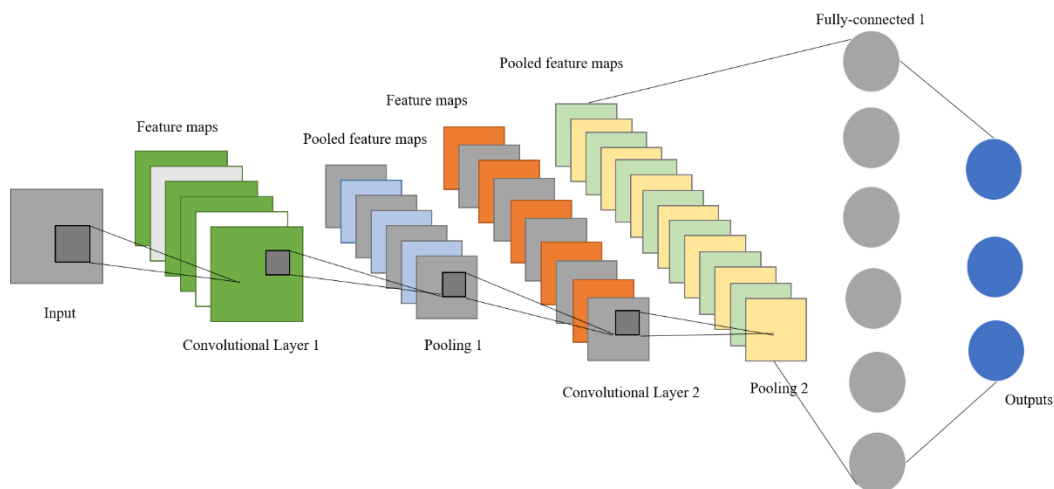 Fully-connected 1
Pooled feature maps
Feature maps
Feature maps
Pooled feature maps
Input
Convolutional Layer 1
Pooling 1
Convolutional Layer 2
Pooling 2
Outputs